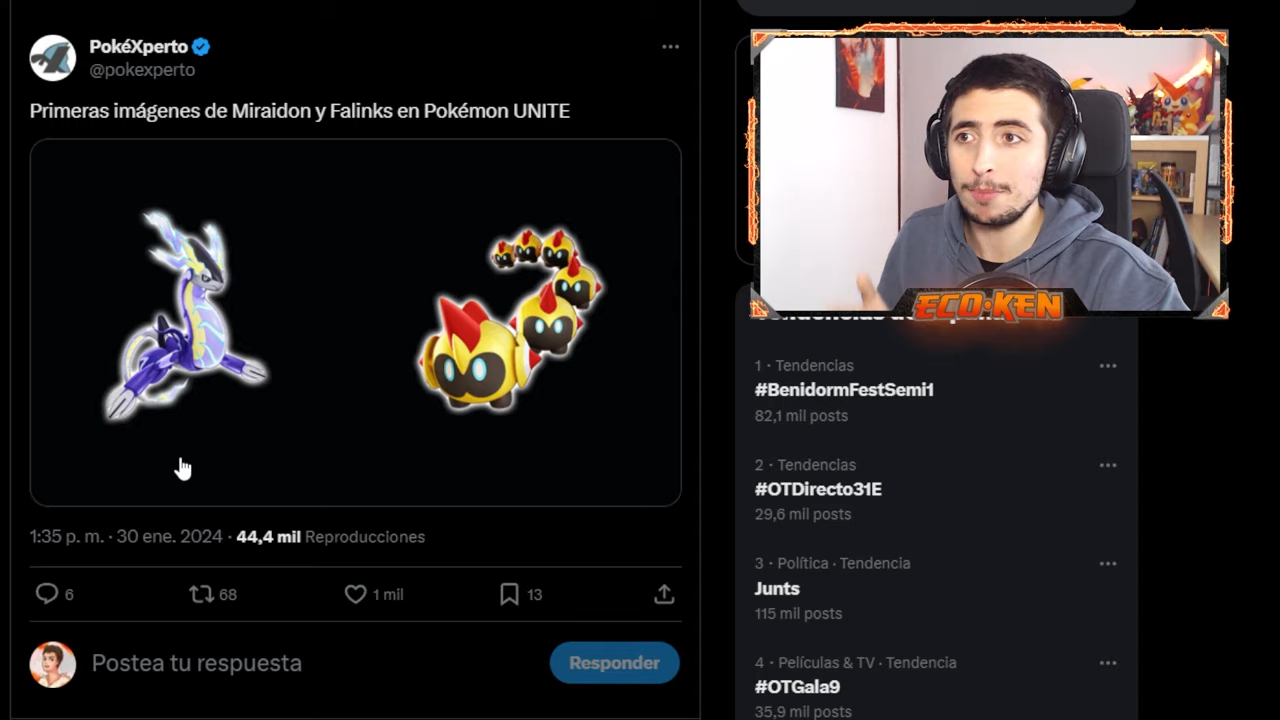 PokéXperto
@pokexperto
Primeras imágenes de Miraidon y Falinks en Pokémon UNITE
1:35 p. m. · 30 ene. 2024 · 44,4 mil Reproducciones
6
68
1 mil
13
Postea tu respuesta
Responder
ECO·KEN
1 · Tendencias
#BenidormFestSemi1
82,1 mil posts
2 · Tendencias
#OTDirecto31E
29,6 mil posts
3 · Política · Tendencia
Junts
115 mil posts
4 · Películas & TV · Tendencia
#OTGala9
35,9 mil posts